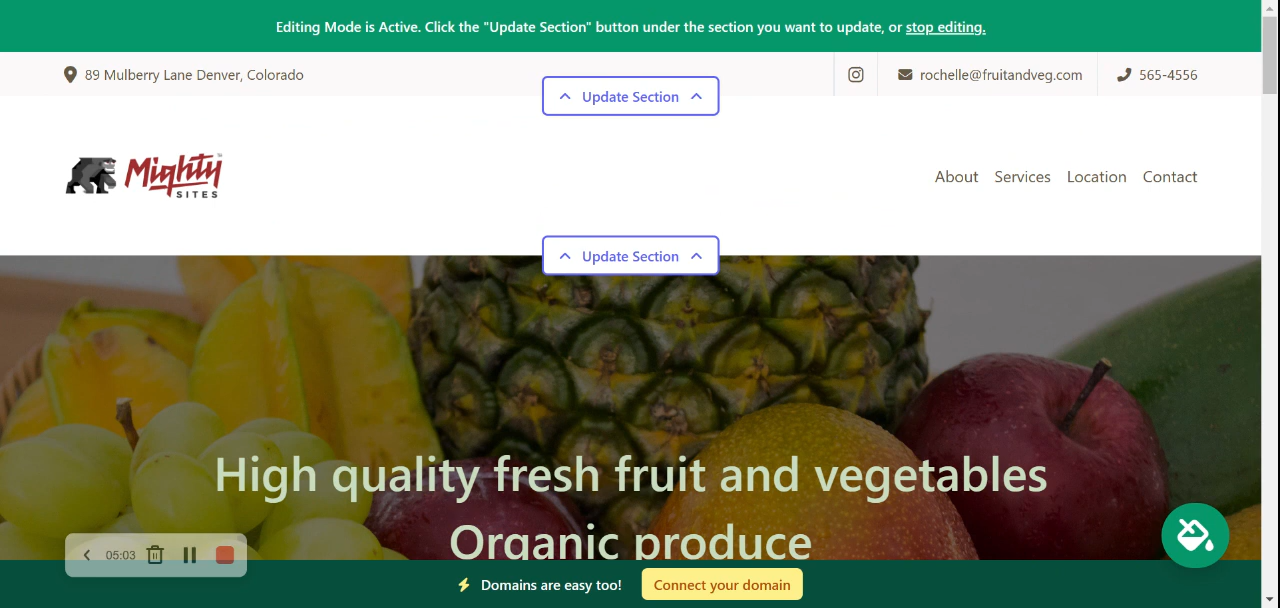 Editing Mode is Active. Click the "Update Section" button under the section you want to update, or stop editing.
89 Mulberry Lane Denver, Colorado
rochelle@fruitandveg.com
565-4556
Update Section
Mighty
SITES
About Services Location Contact
Update Section
High quality fresh fruit and vegetables
Organic produce
05:03
Domains are easy too! Connect your domain